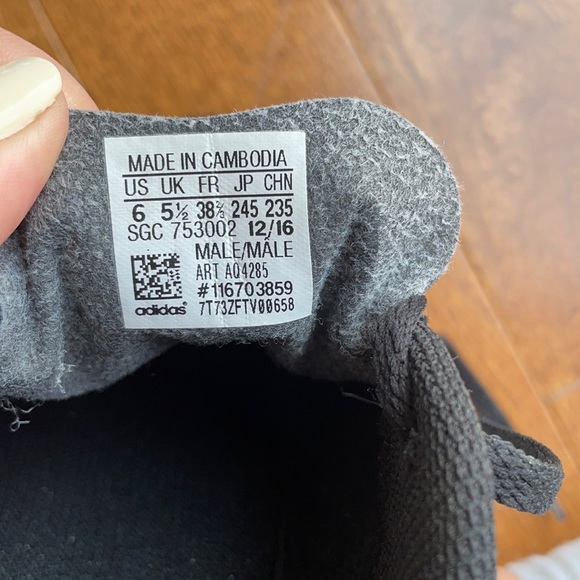 MADE IN CAMBODIA
US UK FR JP CHN
6 5½ 38⅔ 245 235
SGC 753002 12/16
MALE/MÂLE
ART AQ4285
#116703859
adidas® 7T73ZFTV00658